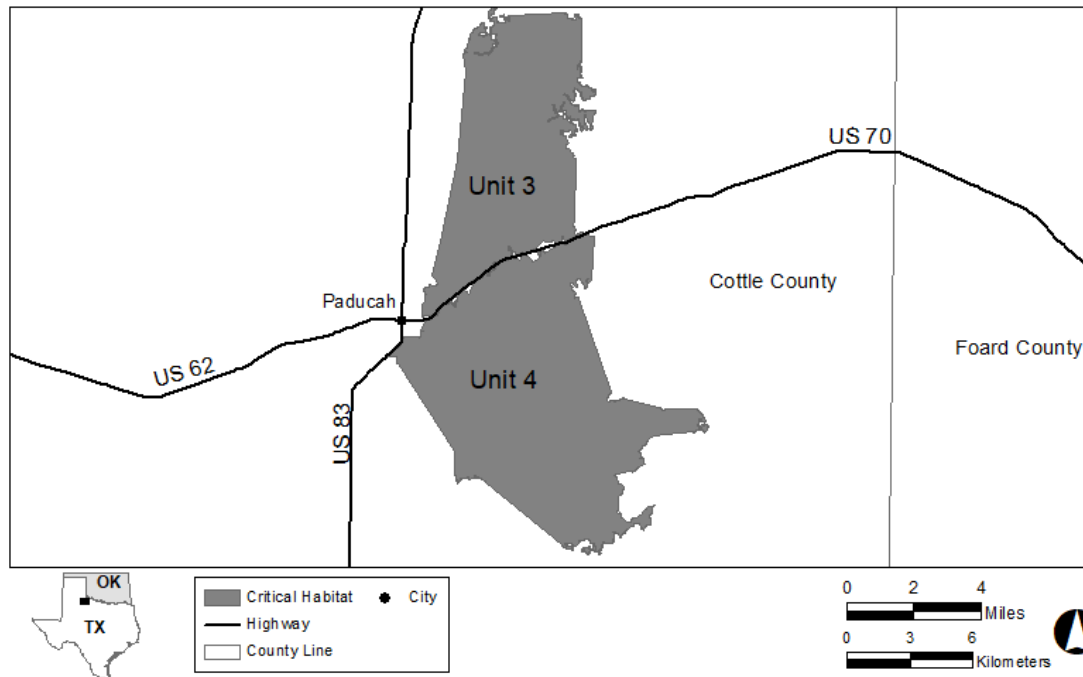 US 70
Unit 3
Cottle County
Paducah
Foard County
US 62
Unit 4
US 83
OK
TX
Critical Habitat
City
Highway
County Line
0 2 4
Miles
0 3 6
Kilometers